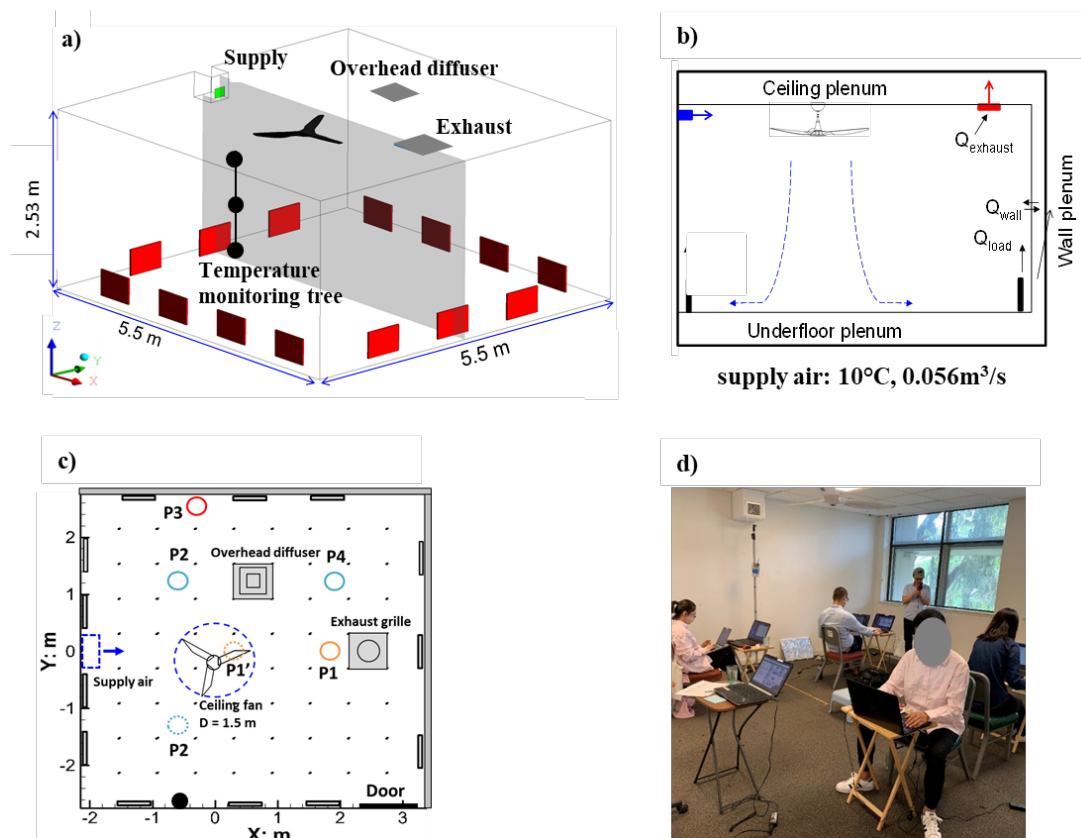 a)
Supply
Overhead diffuser
Exhaust
2.53 m
Temperature
monitoring tree
5.5 m
5.5 m
Z
Y
X
b)
Ceiling plenum
Qexhaust
Qwall
Qload
Wall plenum
Underfloor plenum
supply air: 10°C, 0.056m³/s
c)
P3
P2
Overhead diffuser
P4
Exhaust grille
P1'
P1
Supply air
Ceiling fan
D = 1.5 m
P2
Door
Y: m
2
1
0
-1
-2
-2
-1
0
1
2
3
X: m
d)